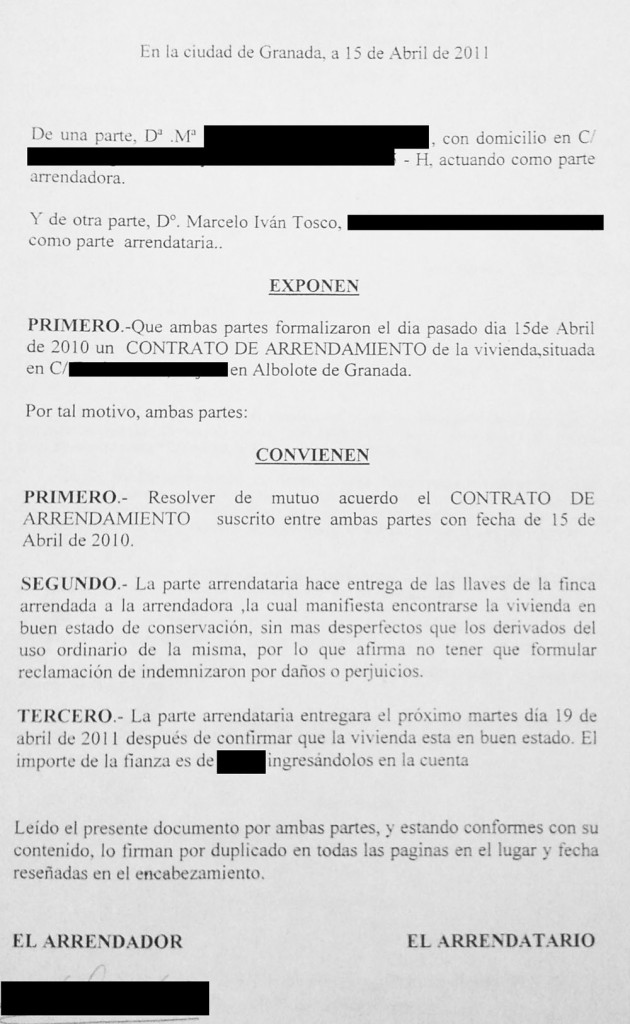 En la ciudad de Granada, a 15 de Abril de 2011
De una parte, Dª .Mª , con domicilio en C/
- H, actuando como parte
arrendadora.
Y de otra parte, Dº. Marcelo Iván Tosco,
como parte arrendataria..
EXPONEN
PRIMERO.-Que ambas partes formalizaron el dia pasado dia 15de Abril
de 2010 un CONTRATO DE ARRENDAMIENTO de la vivienda,situada
en C/ en Albolote de Granada.
Por tal motivo, ambas partes:
CONVIENEN
PRIMERO.- Resolver de mutuo acuerdo el CONTRATO DE
ARRENDAMIENTO suscrito entre ambas partes con fecha de 15 de
Abril de 2010.
SEGUNDO.- La parte arrendataria hace entrega de las llaves de la finca
arrendada a la arrendadora ,la cual manifiesta encontrarse la vivienda en
buen estado de conservación, sin mas desperfectos que los derivados del
uso ordinario de la misma, por lo que afirma no tener que formular
reclamación de indemnizaron por daños o perjuicios.
TERCERO.- La parte arrendataria entregara el próximo martes día 19 de
abril de 2011 después de confirmar que la vivienda esta en buen estado. El
importe de la fianza es de ingresándolos en la cuenta
Leído el presente documento por ambas partes, y estando conformes con su
contenido, lo firman por duplicado en todas las paginas en el lugar y fecha
reseñadas en el encabezamiento.
EL ARRENDADOR EL ARRENDATARIO